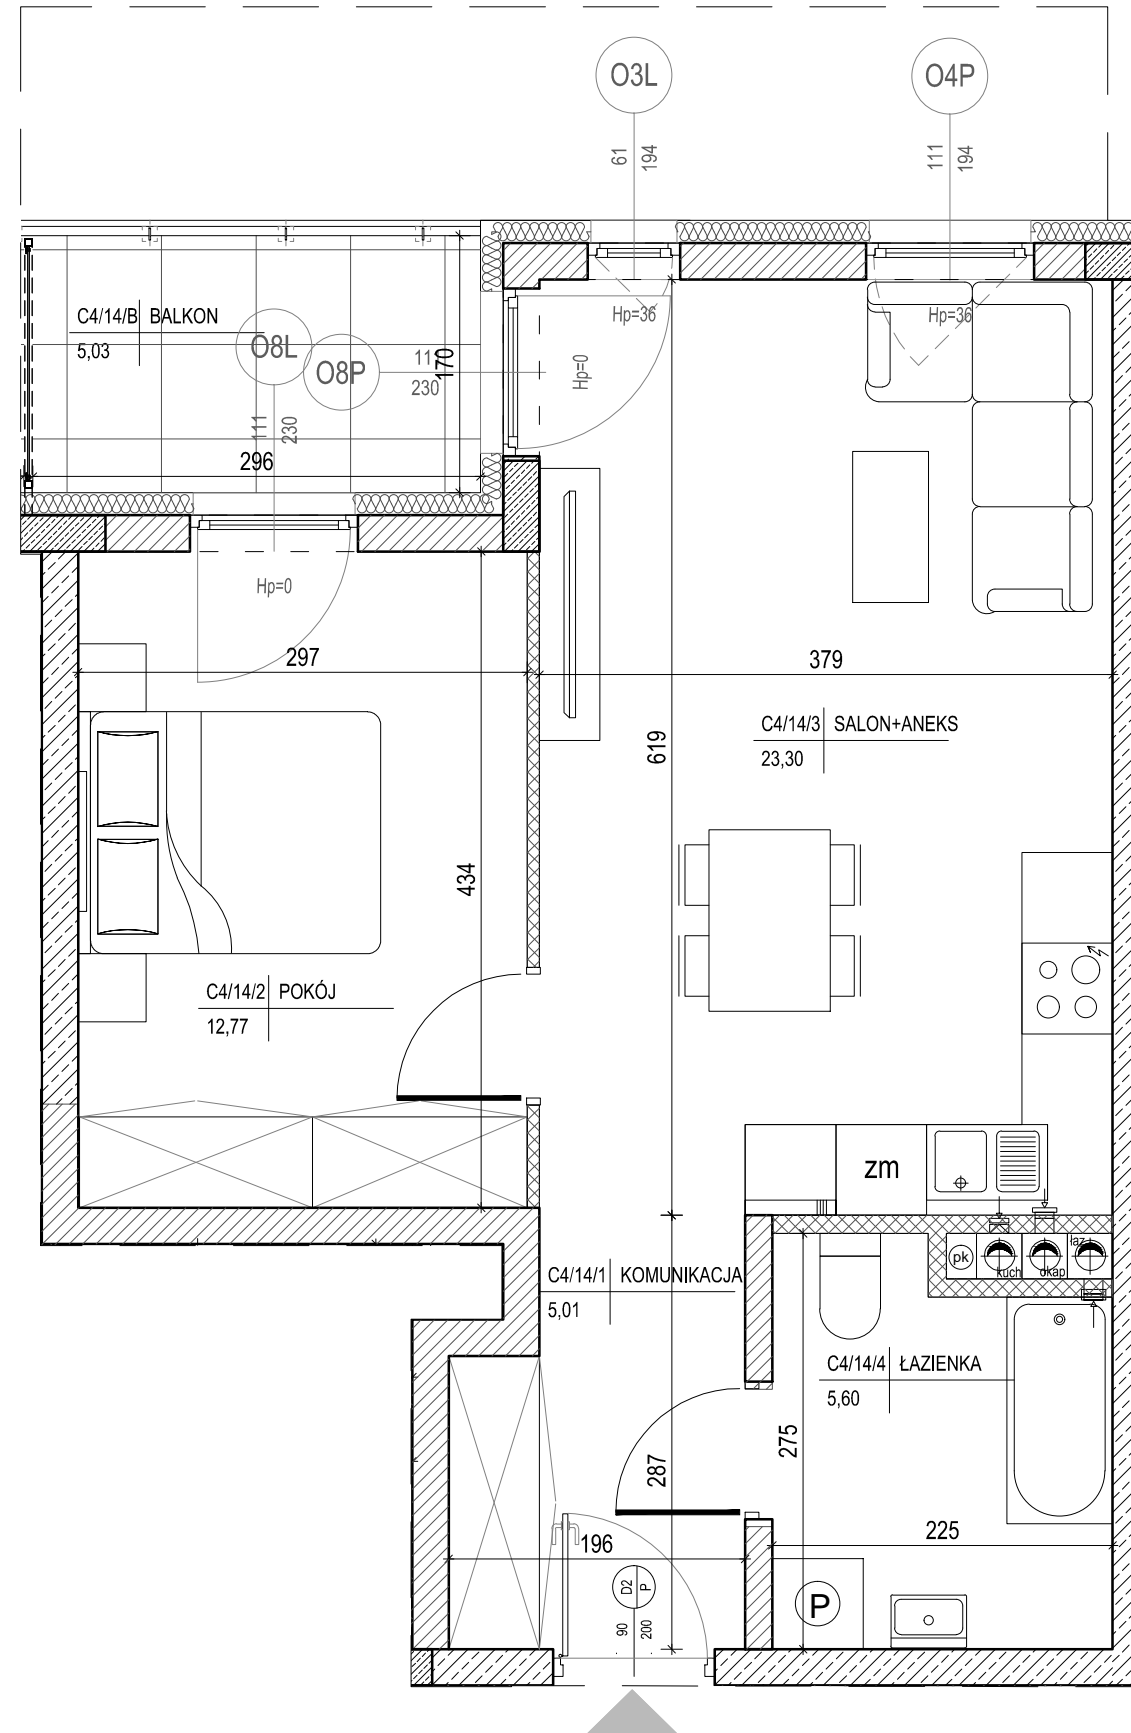 O3L
O4P
61
194
111
194
C4/14/B BALKON
5,03
O8L
O8P
111
230
170
Hp=36
Hp=36
Hp=0
111
230
296
Hp=0
297
379
C4/14/3 SALON+ANEKS
23,30
619
434
C4/14/2 POKÓJ
12,77
zm
C4/14/1 KOMUNIKACJA
5,01
pk
kuch
okap
łaz
C4/14/4 ŁAZIENKA
5,60
275
287
225
196
D2
P
90
200
P